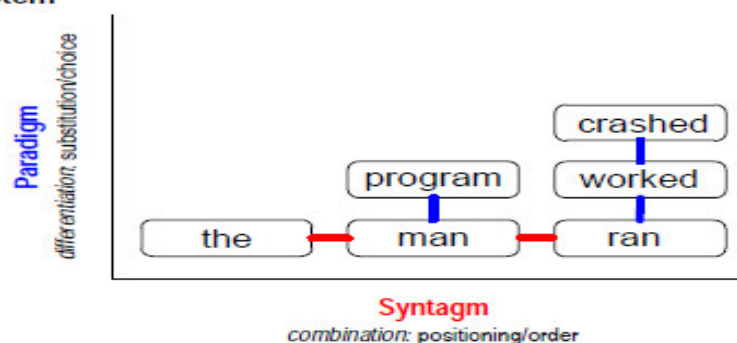 Paradigm
differentiation; substitution/choice
crashed
program worked
the man ran
Syntagm
combination: positioning/order